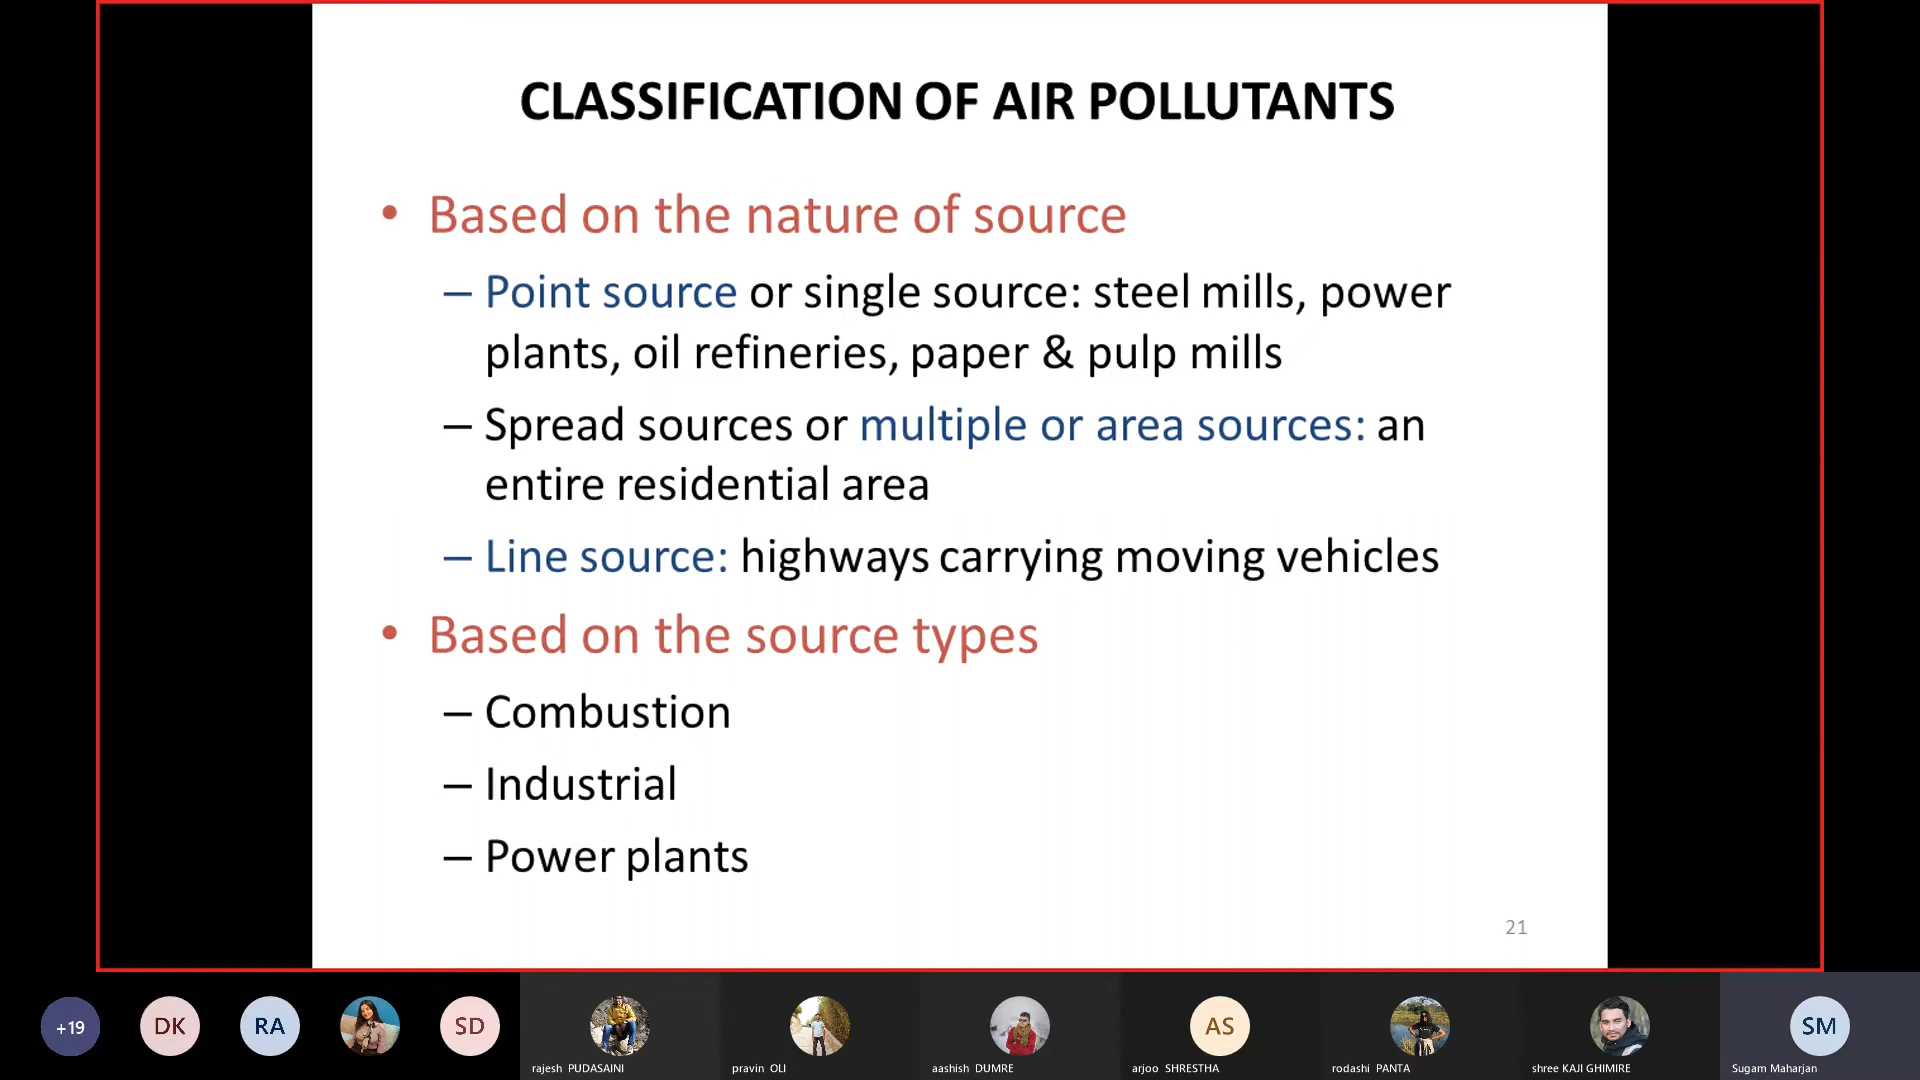 CLASSIFICATION OF AIR POLLUTANTS
• Based on the nature of source
– Point source or single source: steel mills, power
plants, oil refineries, paper & pulp mills
– Spread sources or multiple or area sources: an
entire residential area
– Line source: highways carrying moving vehicles
• Based on the source types
– Combustion
– Industrial
– Power plants
21
+19
DK
RA
SD
AS
SM
rajesh PUDASAINI
pravin OLI
aashish DUMRE
arjoo SHRESTHA
rodashi PANTA
shree KAJI GHIMIRE
Sugam Maharjan